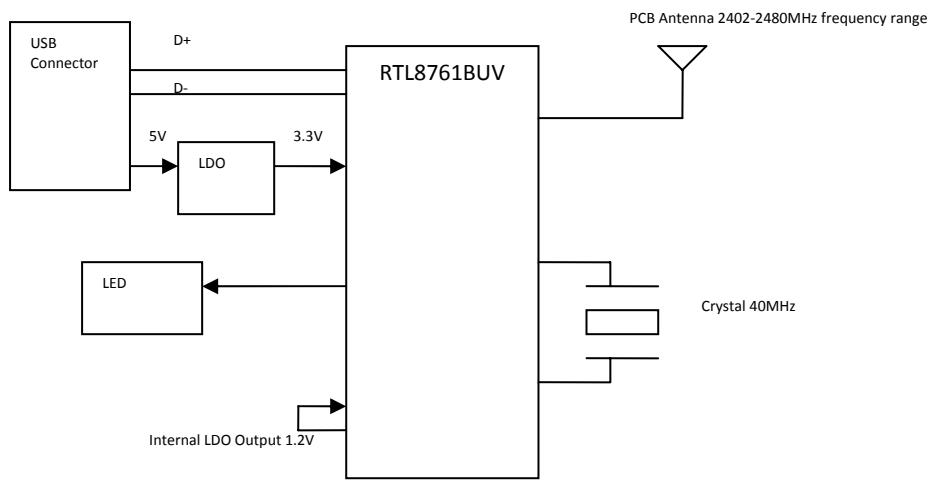 PCB Antenna 2402-2480MHz frequency range
USB
Connector
D+
RTL8761BUV
D-
5V
3.3V
LDO
LED
Crystal 40MHz
Internal LDO Output 1.2V